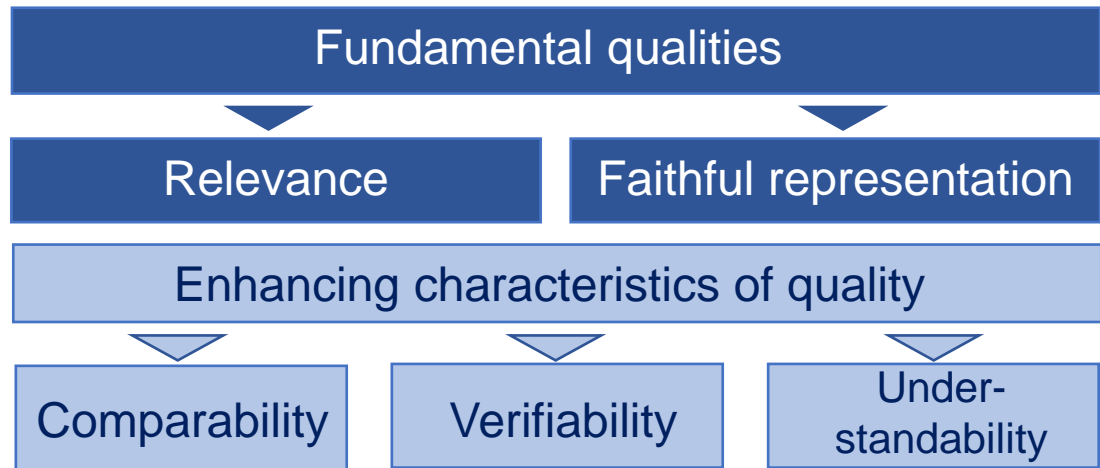 Fundamental qualities
Relevance
Faithful representation
Enhancing characteristics of quality
Comparability
Verifiability
Under-
standability